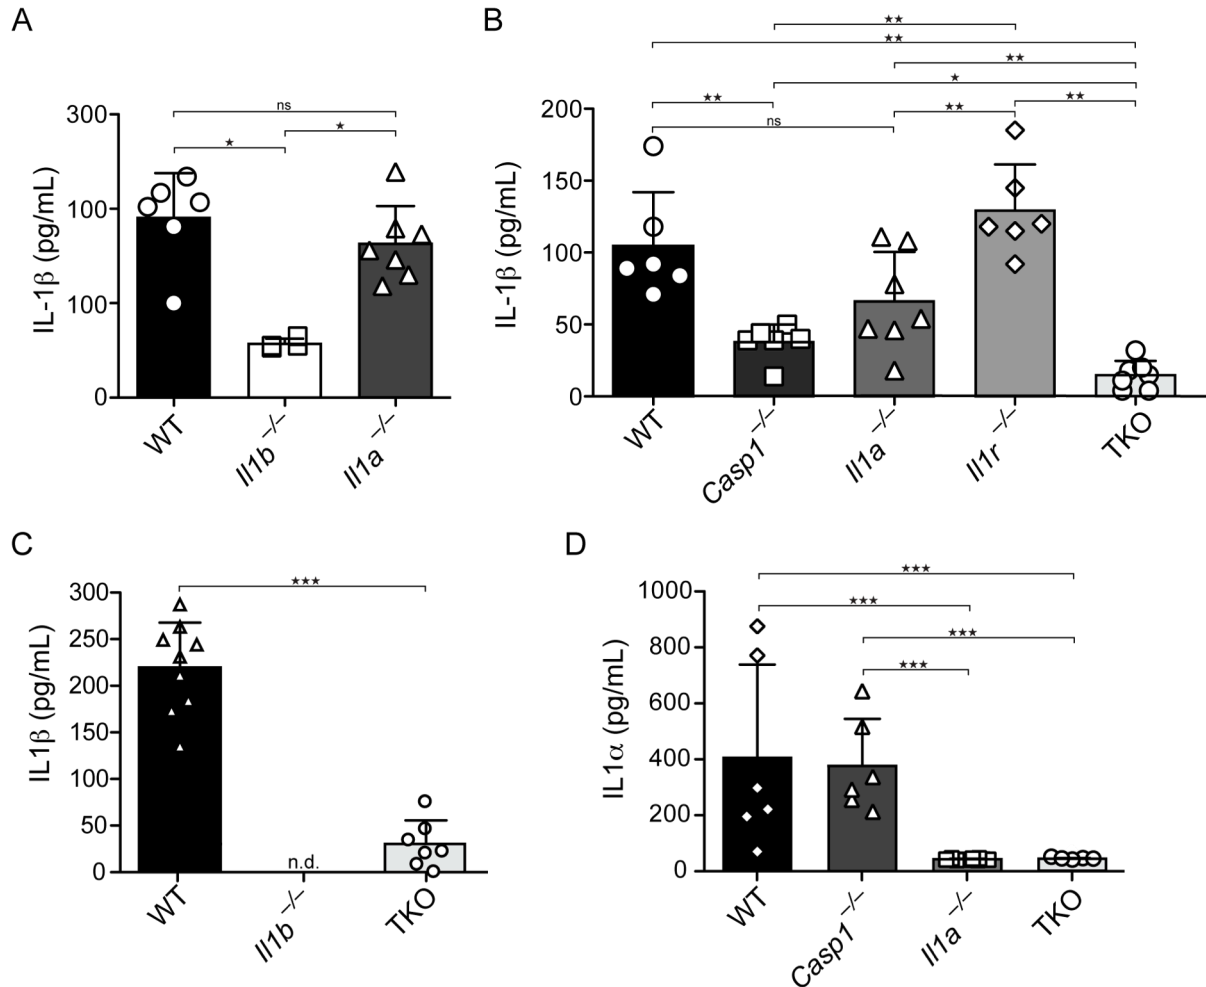 A
IL-1β (pg/mL)
300
100
100
0
ns
★
★
WT
Il1b −/−
Il1a −/−
B
IL-1β (pg/mL)
200
150
100
50
0
★★
★★
★★
★
★★
★★
★★
ns
WT
Casp1 −/−
Il1a −/−
Il1r −/−
TKO
C
IL1β (pg/mL)
300
250
200
150
100
50
0
★★★
n.d.
WT
Il1b −/−
TKO
D
IL1α (pg/mL)
1000
800
600
400
200
0
★★★
★★★
★★★
★★★
WT
Casp1 −/−
Il1a −/−
TKO